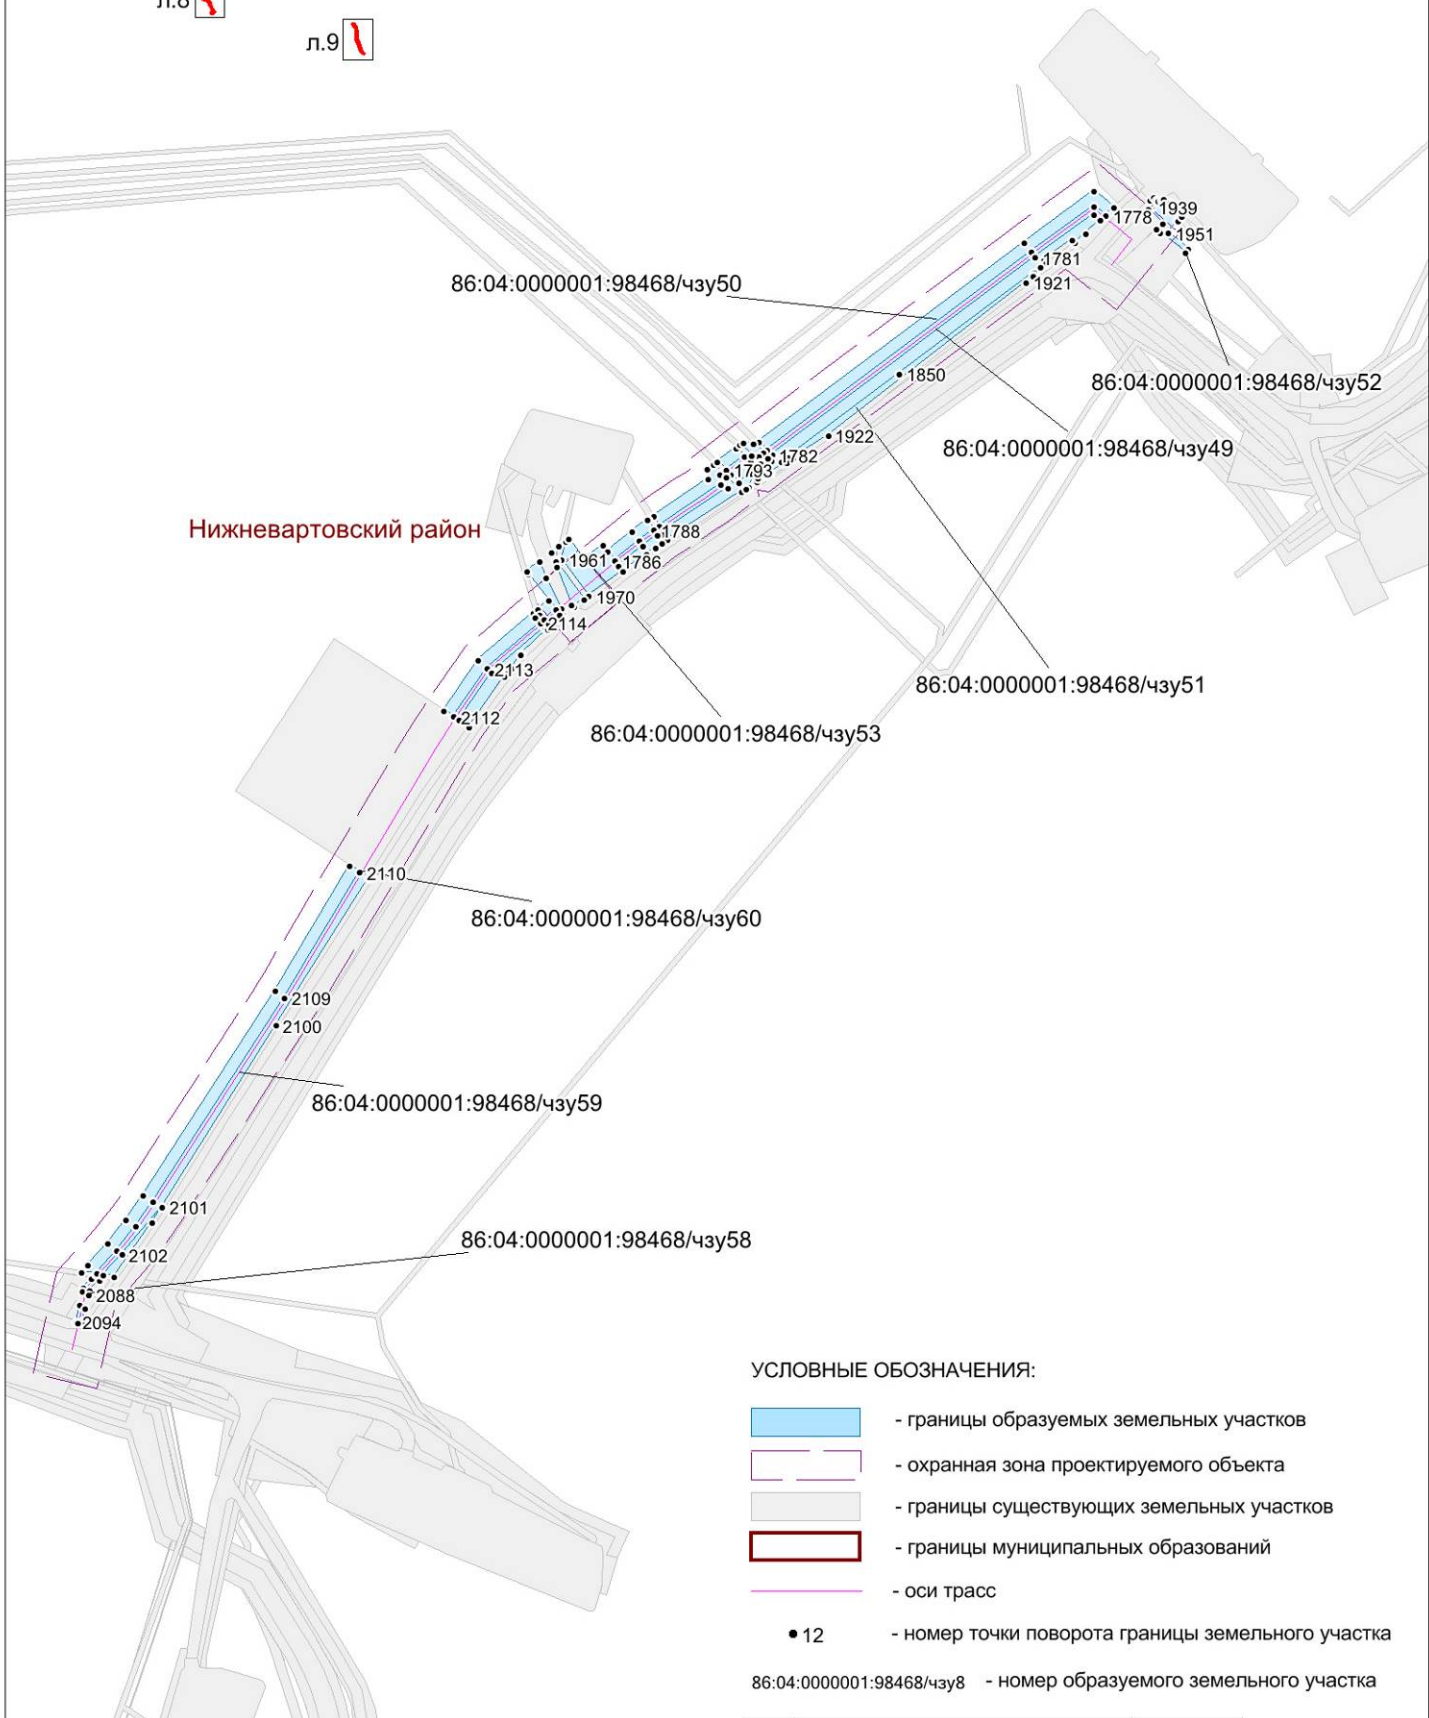 л.8
л.9
1939
1778
1951
1781
86:04:0000001:98468/чзу50
1921
1850
86:04:0000001:98468/чзу52
1922
86:04:0000001:98468/чзу49
1782
1793
Нижневартовский район
1788
1961
1786
1970
2114
2113
86:04:0000001:98468/чзу51
2112
86:04:0000001:98468/чзу53
2110
86:04:0000001:98468/чзу60
2109
2100
86:04:0000001:98468/чзу59
2101
86:04:0000001:98468/чзу58
2102
2088
2094
УСЛОВНЫЕ ОБОЗНАЧЕНИЯ:
- границы образуемых земельных участков
- охранная зона проектируемого объекта
- границы существующих земельных участков
- границы муниципальных образований
- оси трасс
12 - номер точки поворота границы земельного участка
86:04:0000001:98468/чзу8 - номер образуемого земельного участка